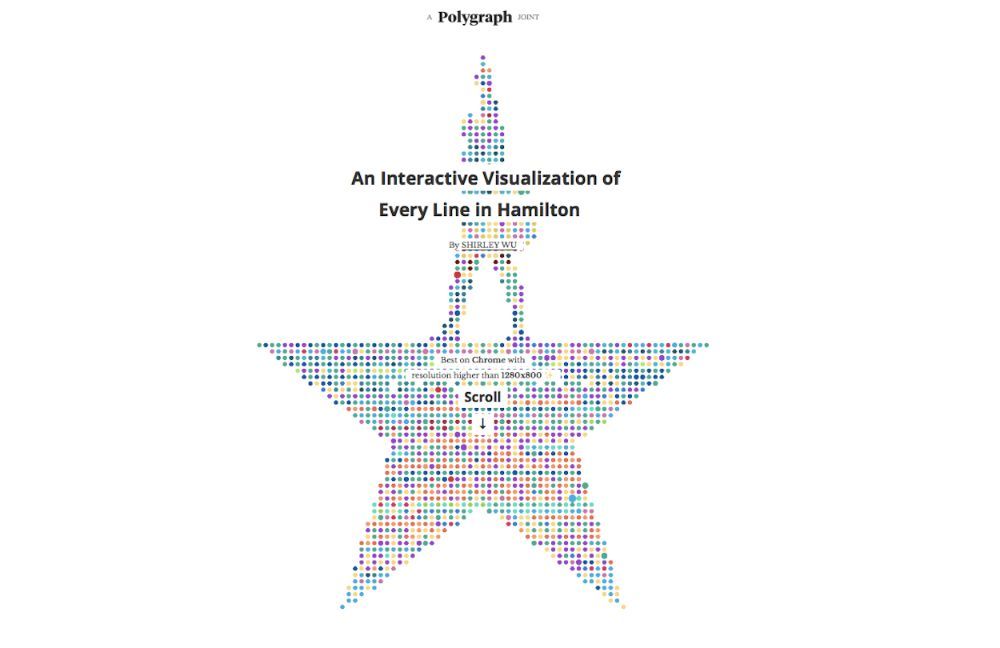 A Polygraph JOINT
An Interactive Visualization of
Every Line in Hamilton
By SHIRLEY WU
Best on Chrome with
resolution higher than 1280x800 ✨
Scroll
↓